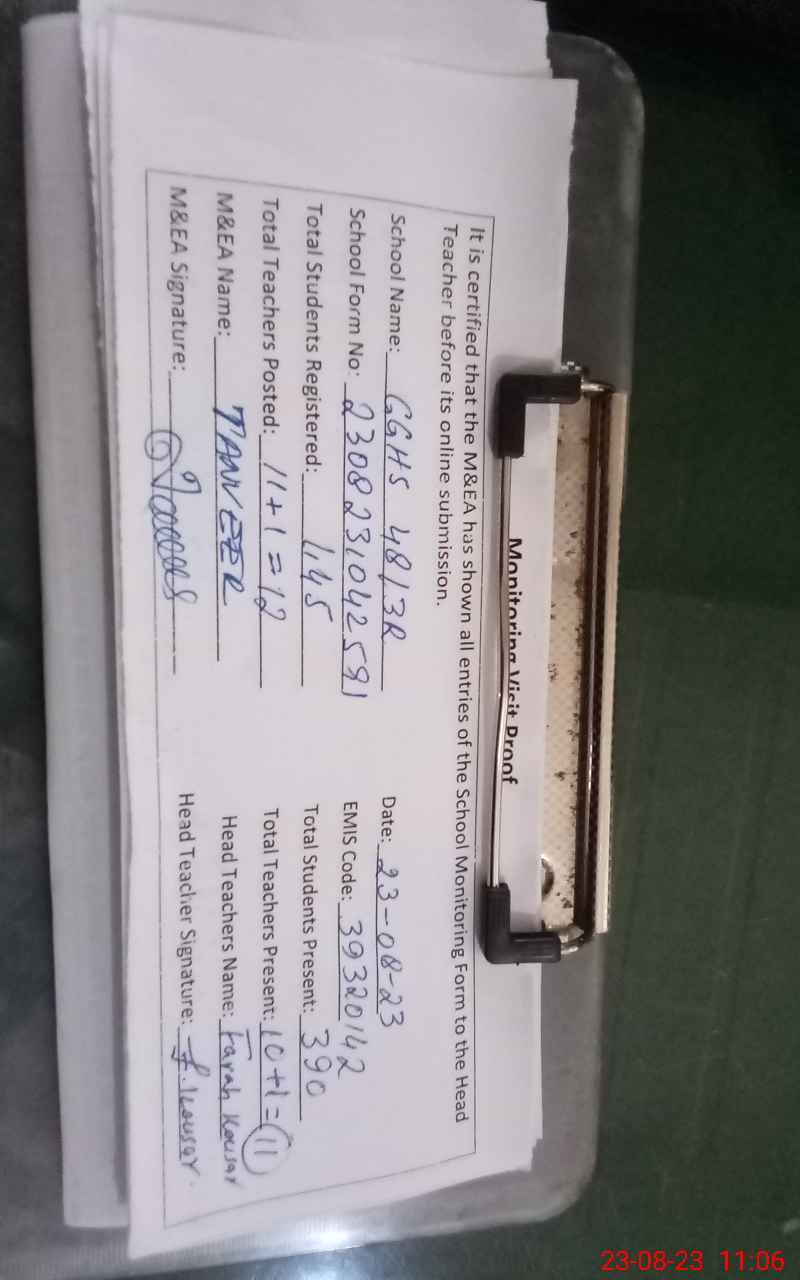 Monitoring Visit Proof
It is certified that the M&EA has shown all entries of the School Monitoring Form to the Head
Teacher before its online submission.
School Name: GGHS 48/3R Date: 23-08-23
School Form No: 2308231042581 EMIS Code: 39320142
Total Students Registered: 445 Total Students Present: 390
Total Teachers Posted: 11+1=12 Total Teachers Present: 10+1=11
M&EA Name: TANVEER Head Teachers Name: Farah Kousar
M&EA Signature: Head Teacher Signature: F.Kousar.
23-08-23 11:06